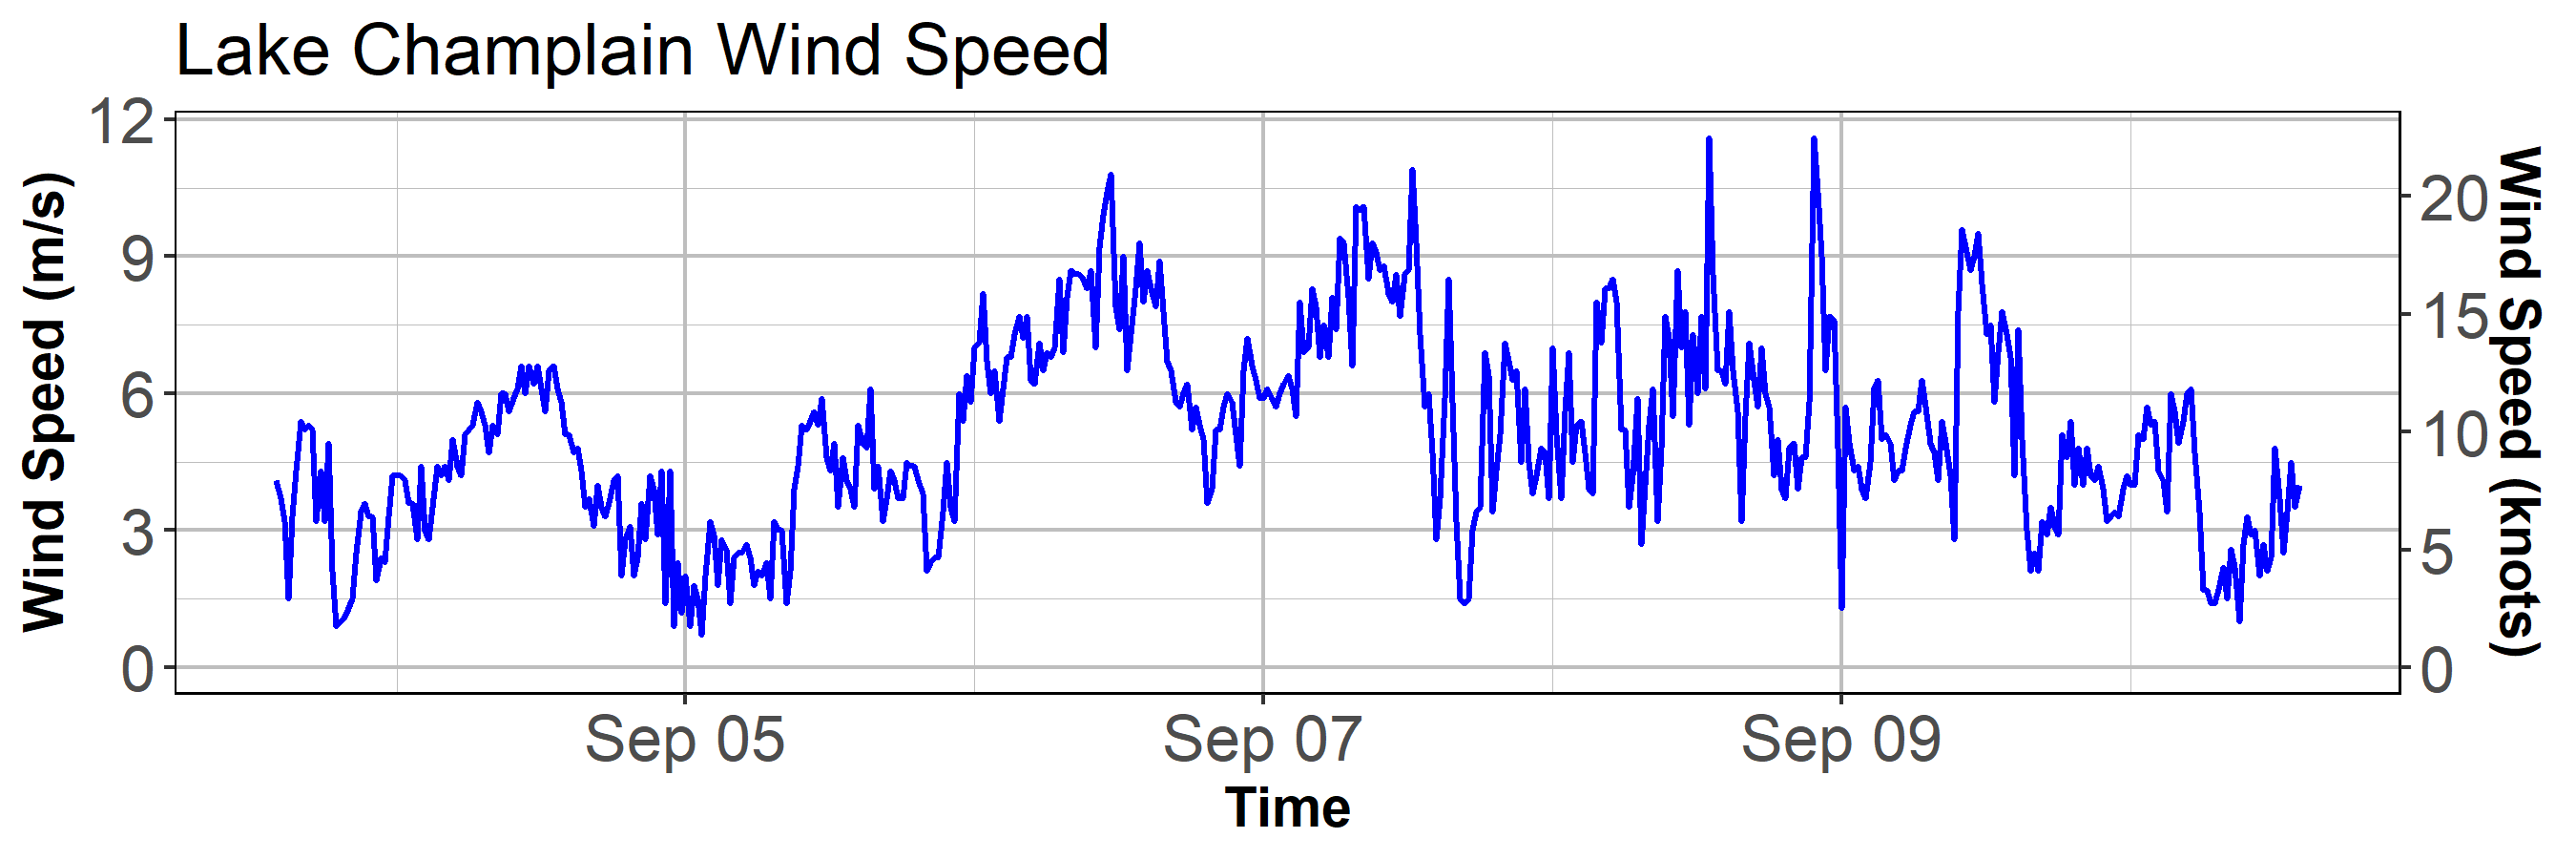 Lake Champlain Wind Speed
Wind Speed (m/s)
12
9
6
3
0
20
15
10
5
0
Wind Speed (knots)
Sep 05
Sep 07
Sep 09
Time